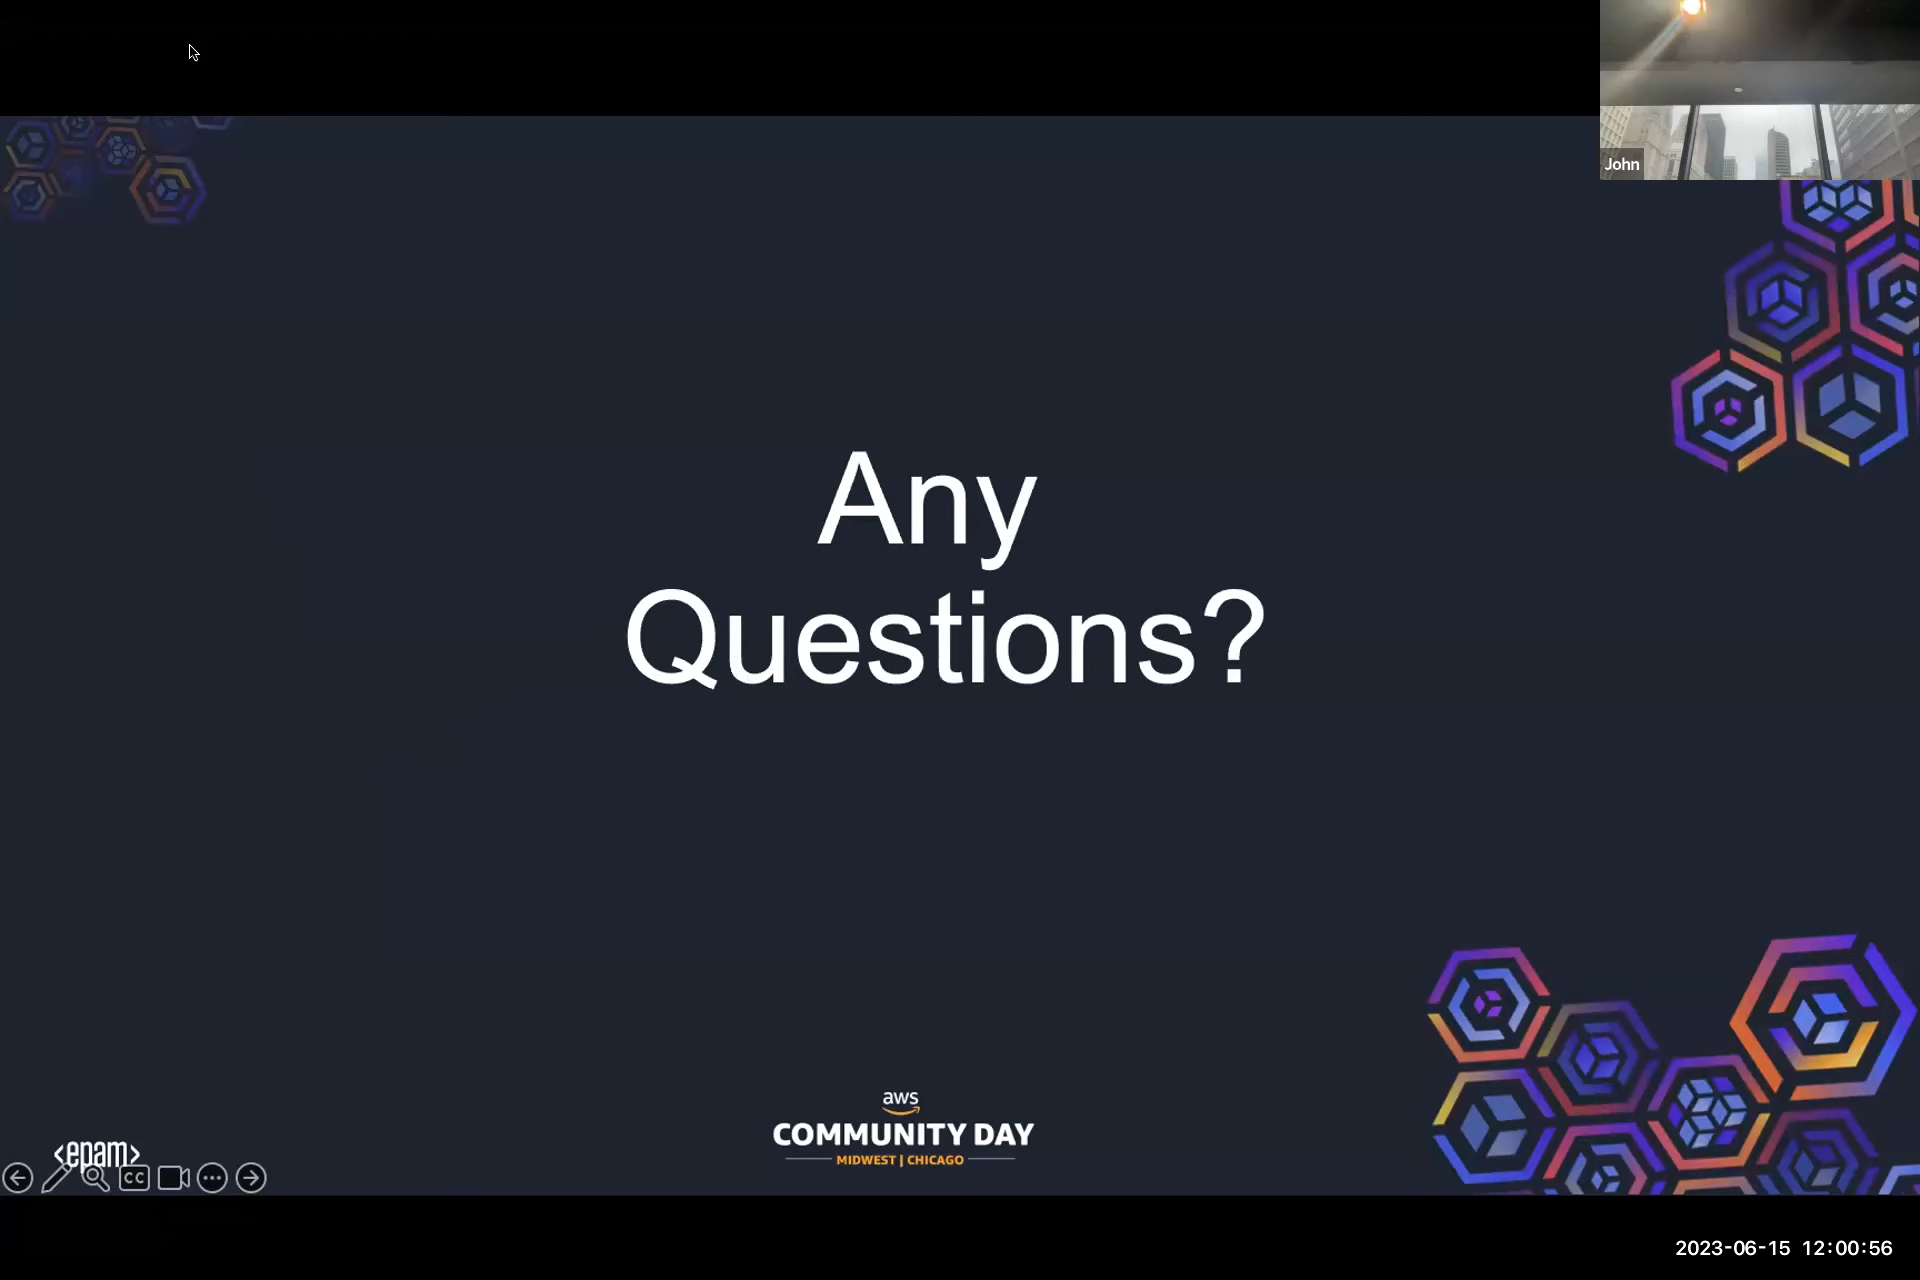 John
Any
Questions?
aws
COMMUNITY DAY
MIDWEST | CHICAGO
<epam>
CC
2023-06-15 12:00:56